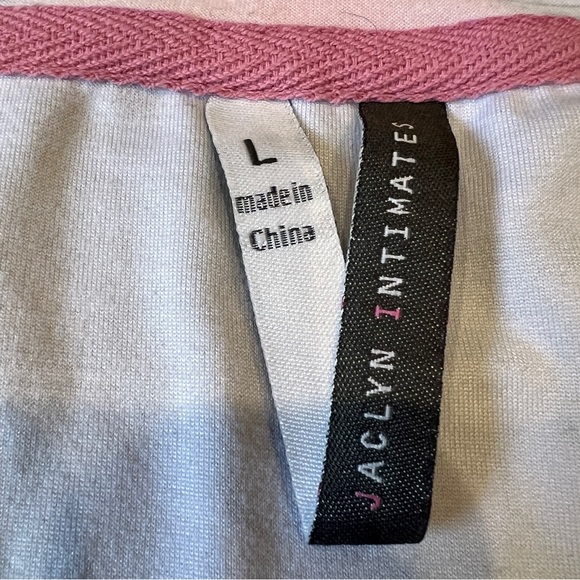 L
made in
China
JACLYN INTIMATES